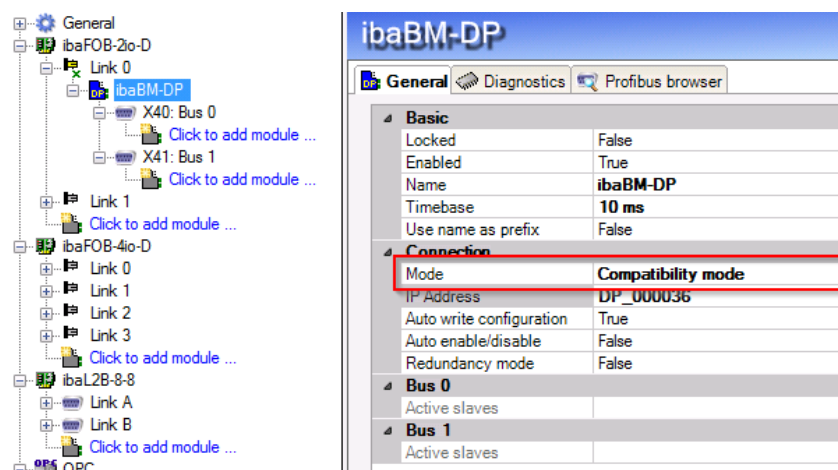 General
ibaFOB-2io-D
Link 0
ibaBM-DP
X40: Bus 0
Click to add module ...
X41: Bus 1
Click to add module ...
Link 1
Click to add module ...
ibaFOB-4io-D
Link 0
Link 1
Link 2
Link 3
Click to add module ...
ibaL2B-8-8
Link A
Link B
Click to add module ...
OPC
ibaBM-DP
General Diagnostics Profibus browser
Basic
Locked False
Enabled True
Name ibaBM-DP
Timebase 10 ms
Use name as prefix False
Connection
Mode Compatibility mode
IP Address DP_000036
Auto write configuration True
Auto enable/disable False
Redundancy mode False
Bus 0
Active slaves
Bus 1
Active slaves